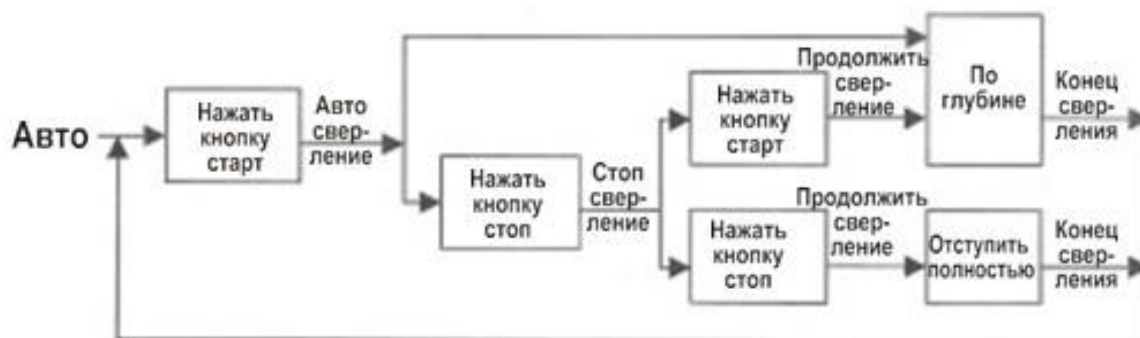 Авто
Нажать
кнопку
старт
Авто
свер-
ление
Нажать
кнопку
стоп
Стоп
свер-
ление
Нажать
кнопку
старт
Продолжить
свер-
ление
По
глубине
Конец
свер-
ления
Нажать
кнопку
стоп
Продолжить
свер-
ление
Отступить
полностью
Конец
свер-
ления